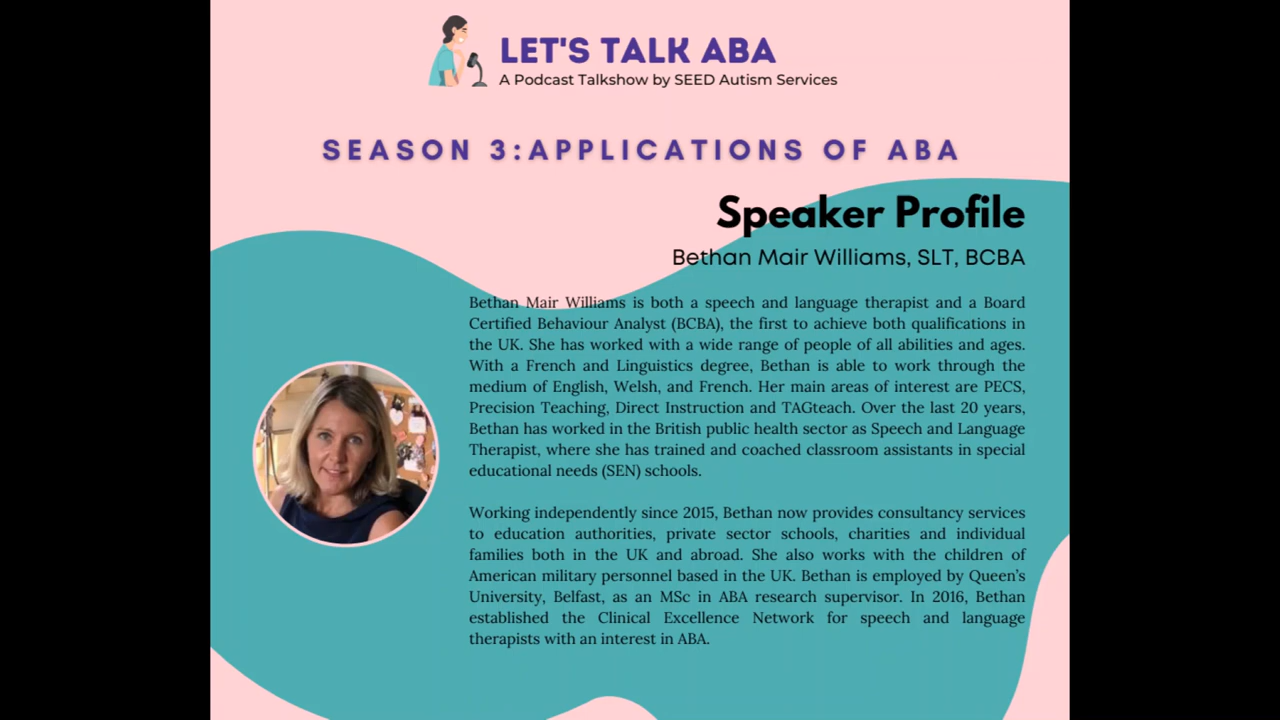 LET'S TALK ABA
A Podcast Talkshow by SEED Autism Services
SEASON 3:APPLICATIONS OF ABA
Speaker Profile
Bethan Mair Williams, SLT, BCBA
Bethan Mair Williams is both a speech and language therapist and a Board
Certified Behaviour Analyst (BCBA), the first to achieve both qualifications in
the UK. She has worked with a wide range of people of all abilities and ages.
With a French and Linguistics degree, Bethan is able to work through the
medium of English, Welsh, and French. Her main areas of interest are PECS,
Precision Teaching, Direct Instruction and TAGteach. Over the last 20 years,
Bethan has worked in the British public health sector as Speech and Language
Therapist, where she has trained and coached classroom assistants in special
educational needs (SEN) schools.
Working independently since 2015, Bethan now provides consultancy services
to education authorities, private sector schools, charities and individual
families both in the UK and abroad. She also works with the children of
American military personnel based in the UK. Bethan is employed by Queen's
University, Belfast, as an MSc in ABA research supervisor. In 2016, Bethan
established the Clinical Excellence Network for speech and language
therapists with an interest in ABA.